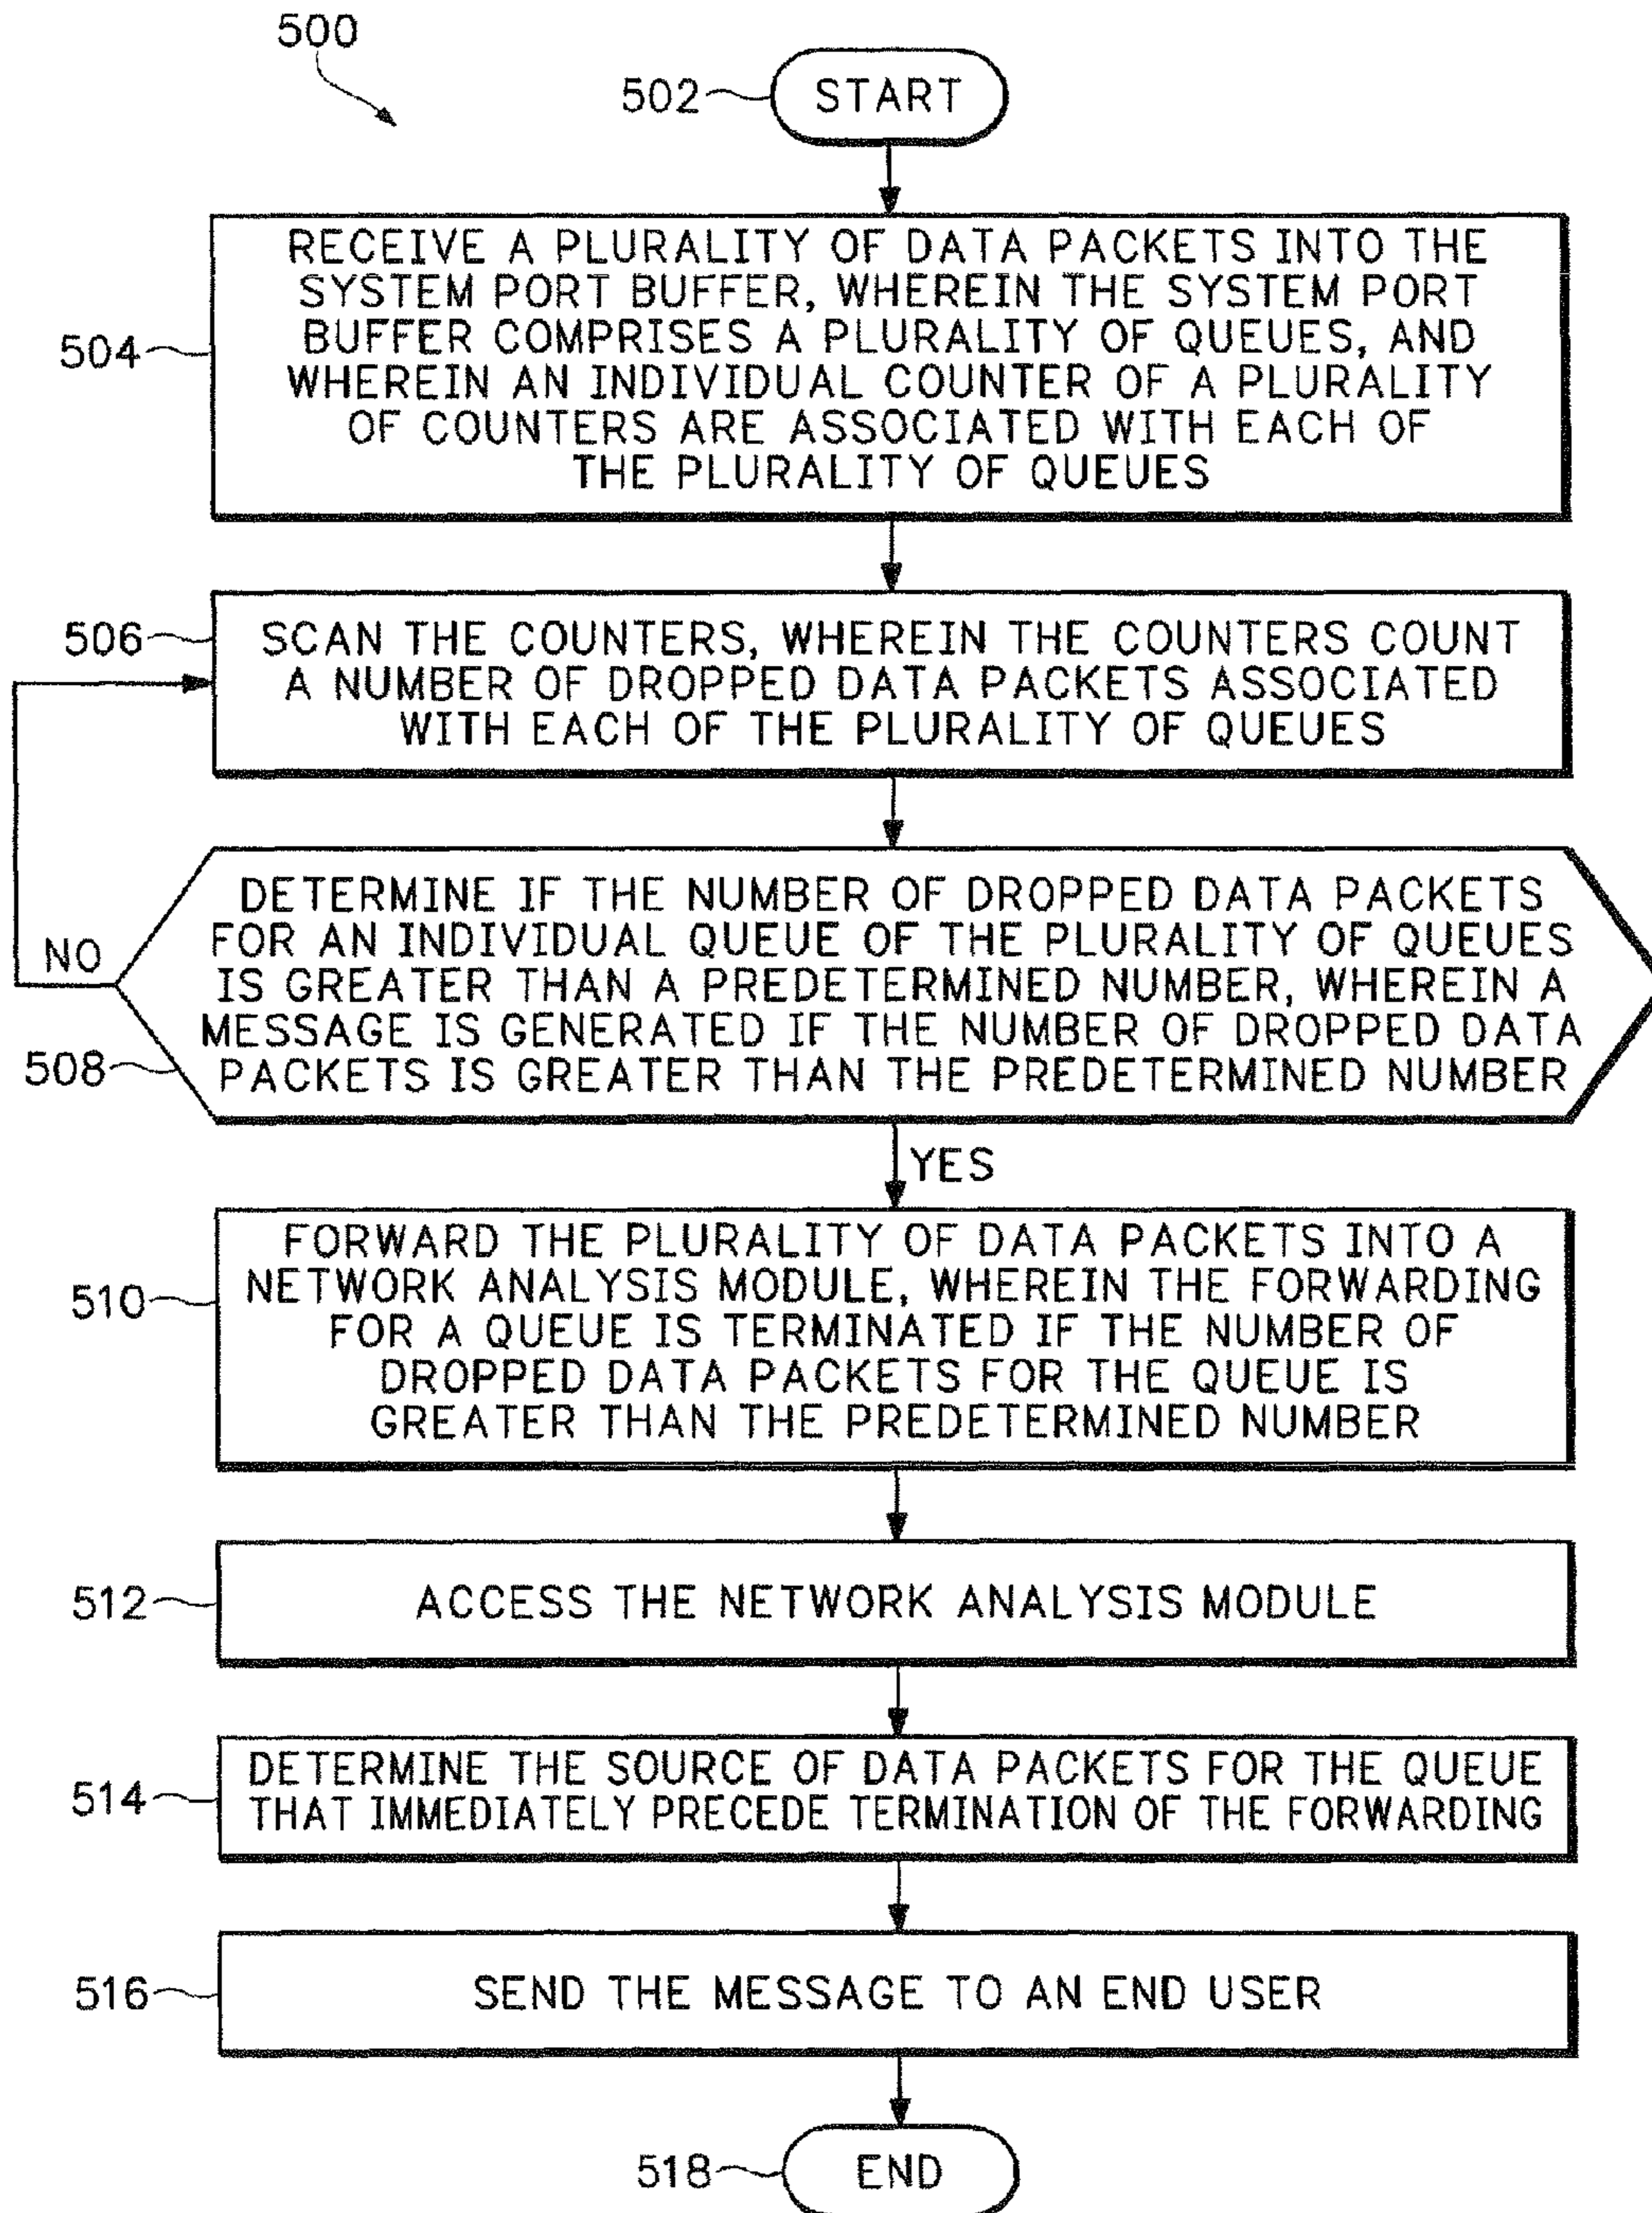 500
502
START
504
RECEIVE A PLURALITY OF DATA PACKETS INTO THE
SYSTEM PORT BUFFER, WHEREIN THE SYSTEM PORT
BUFFER COMPRISES A PLURALITY OF QUEUES, AND
WHEREIN AN INDIVIDUAL COUNTER OF A PLURALITY
OF COUNTERS ARE ASSOCIATED WITH EACH OF
THE PLURALITY OF QUEUES
506
SCAN THE COUNTERS, WHEREIN THE COUNTERS COUNT
A NUMBER OF DROPPED DATA PACKETS ASSOCIATED
WITH EACH OF THE PLURALITY OF QUEUES
NO
508
DETERMINE IF THE NUMBER OF DROPPED DATA PACKETS
FOR AN INDIVIDUAL QUEUE OF THE PLURALITY OF QUEUES
IS GREATER THAN A PREDETERMINED NUMBER, WHEREIN A
MESSAGE IS GENERATED IF THE NUMBER OF DROPPED DATA
PACKETS IS GREATER THAN THE PREDETERMINED NUMBER
YES
510
FORWARD THE PLURALITY OF DATA PACKETS INTO A
NETWORK ANALYSIS MODULE, WHEREIN THE FORWARDING
FOR A QUEUE IS TERMINATED IF THE NUMBER OF
DROPPED DATA PACKETS FOR THE QUEUE IS
GREATER THAN THE PREDETERMINED NUMBER
512
ACCESS THE NETWORK ANALYSIS MODULE
514
DETERMINE THE SOURCE OF DATA PACKETS FOR THE QUEUE
THAT IMMEDIATELY PRECEDE TERMINATION OF THE FORWARDING
516
SEND THE MESSAGE TO AN END USER
518
END